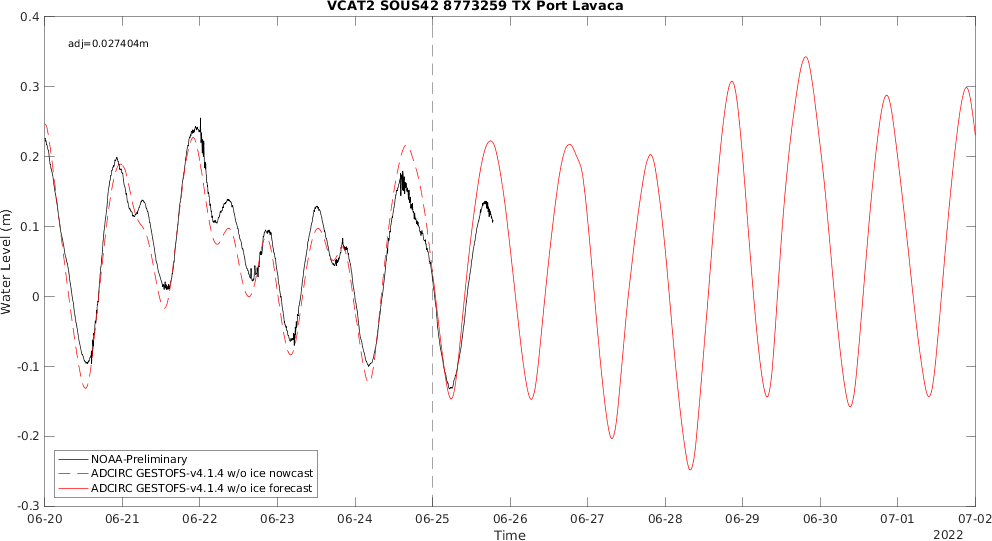 VCAT2 SOUS42 8773259 TX Port Lavaca
adj=0.027404m
0.4
0.3
0.2
0.1
0
-0.1
-0.2
-0.3
Water Level (m)
NOAA-Preliminary
ADCIRC GESTOFS-v4.1.4 w/o ice nowcast
ADCIRC GESTOFS-v4.1.4 w/o ice forecast
06-20 06-21 06-22 06-23 06-24 06-25 06-26 06-27 06-28 06-29 06-30 07-01 07-02
Time
2022